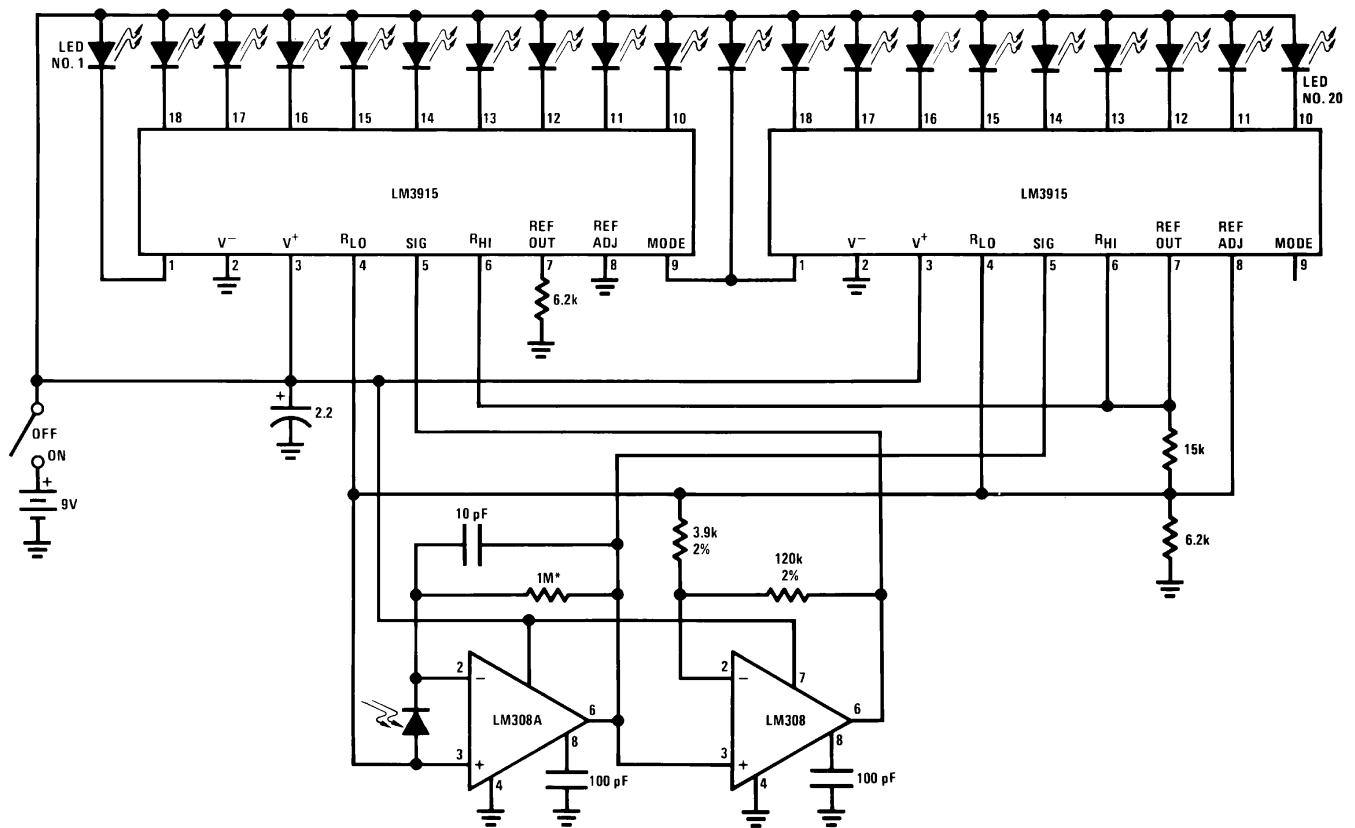 LED
NO. 1
LED
NO. 20
18 17 16 15 14 13 12 11 10
18 17 16 15 14 13 12 11 10
LM3915
LM3915
V− V+ RLO SIG RHI REF OUT REF ADJ MODE
V− V+ RLO SIG RHI REF OUT REF ADJ MODE
1 2 3 4 5 6 7 8 9
1 2 3 4 5 6 7 8 9
6.2k
+
2.2
OFF
ON
+
9V
15k
6.2k
10 pF
3.9k
2%
120k
2%
1M*
2
−
LM308A
6
3
+
8
4
100 pF
2
−
7
LM308
6
3
+
8
4
100 pF